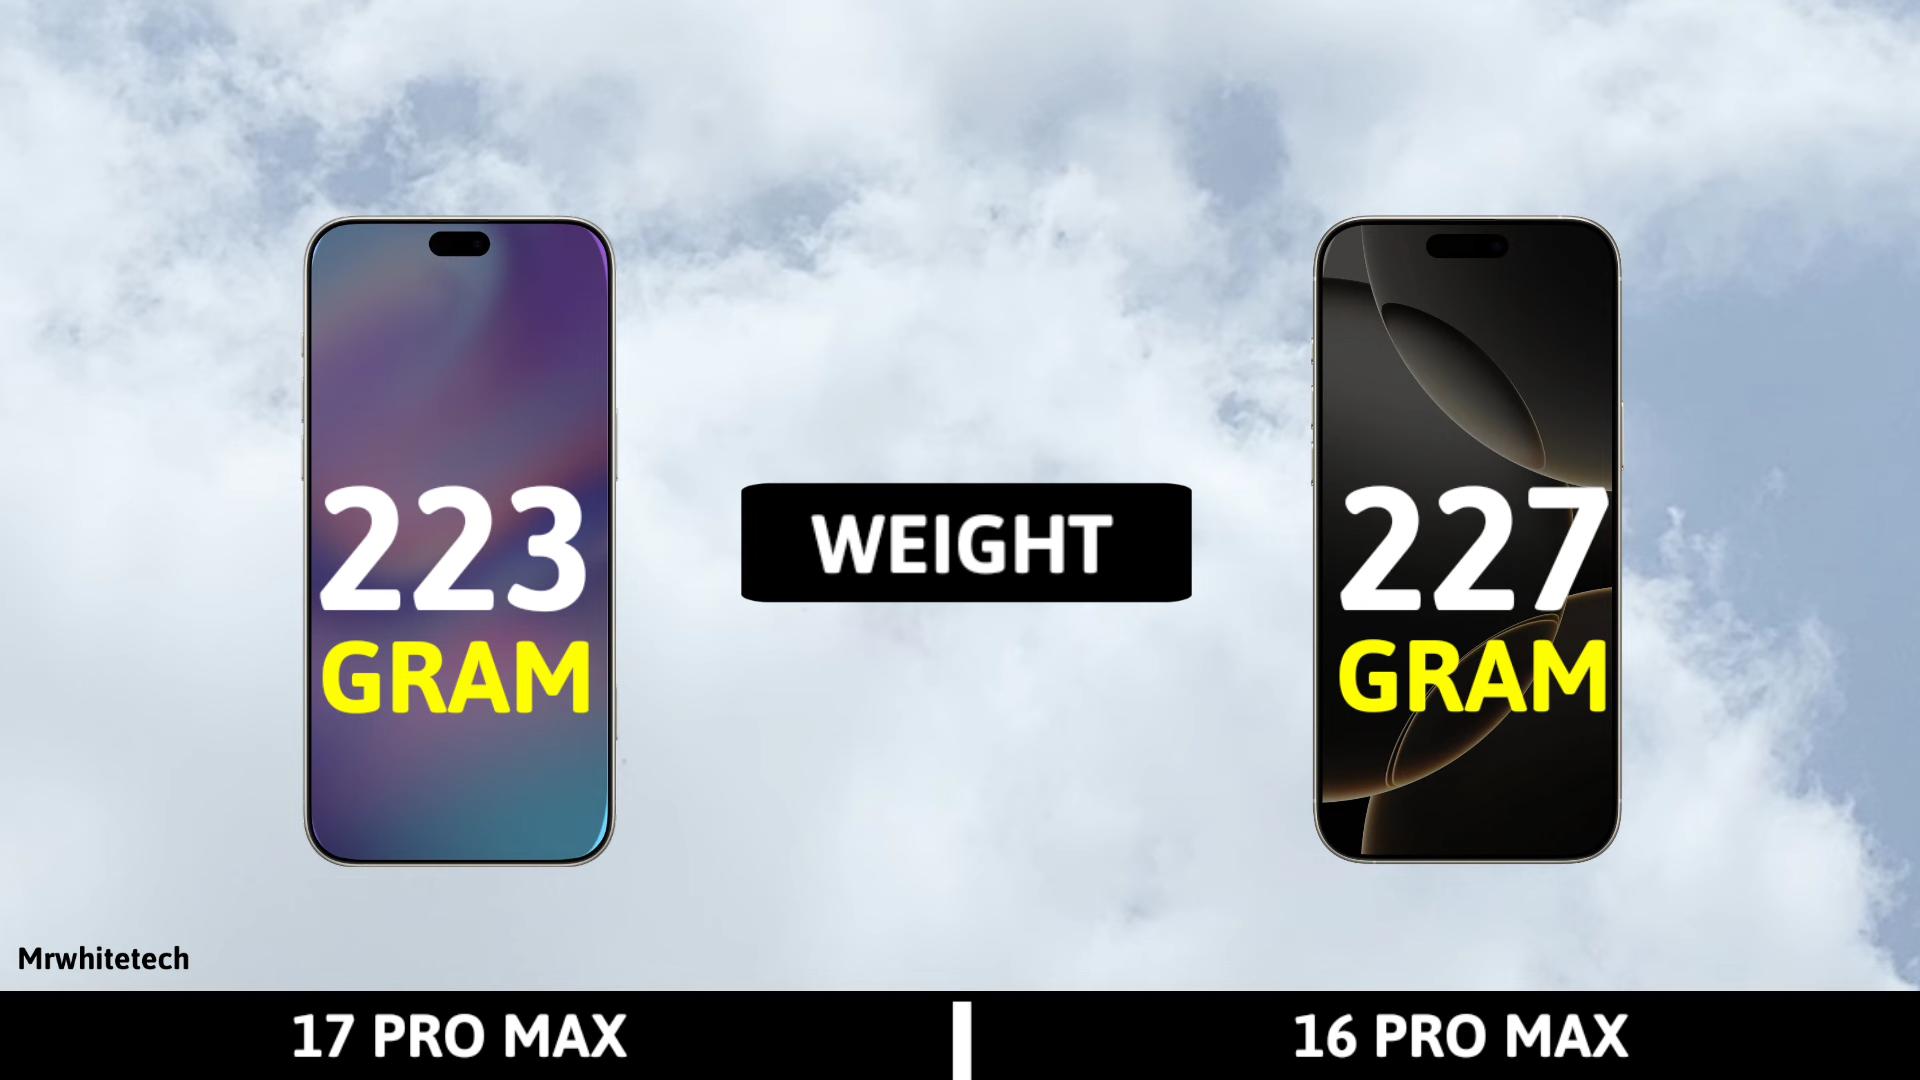 223
GRAM
WEIGHT
227
GRAM
Mrwhitetech
17 PRO MAX
16 PRO MAX